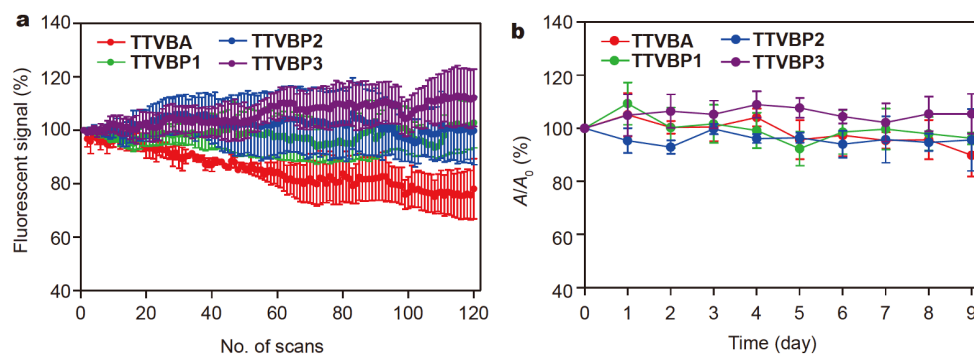 a
140
120
100
80
60
40
Fluorescent signal (%)
TTVBA
TTVBP1
TTVBP2
TTVBP3
0
20
40
60
80
100
120
No. of scans
b
140
120
100
80
60
40
A/A0 (%)
TTVBA
TTVBP1
TTVBP2
TTVBP3
0
1
2
3
4
5
6
7
8
9
Time (day)